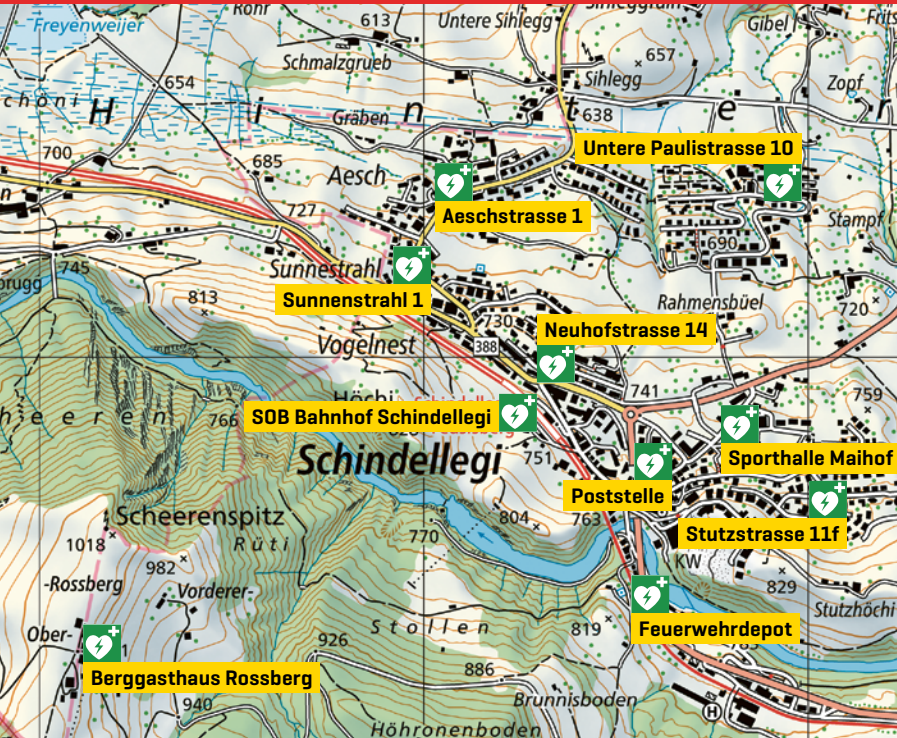 Rohr
613
Untere Sihlegg
Gibel
Freyenweijer
Schmalzgrueb
657
Sihlegg
Zopf
654
H i n t e r
Gräben
638
700
Untere Paulistrasse 10
685
Aesch
727
Aeschstrasse 1
Stampf
690
745
Sunnestrahl
813
Sunnenstrahl 1
Rahmensbüel
720
730
Neuhofstrasse 14
388
Vogelnest
741
759
Höchi
766
SOB Bahnhof Schindellegi
Schindellegi
751
Sporthalle Maihof
Poststelle
Scheerenspitz
804
763
Stutzstrasse 11f
1018
Rüti
770
982
KW
829
-Rossberg
Vorderer-
Stutzhöchi
Ober-
Stollen
819
Feuerwehrdepot
926
886
Berggasthaus Rossberg
940
Brunnisboden
H
Höhronenboden